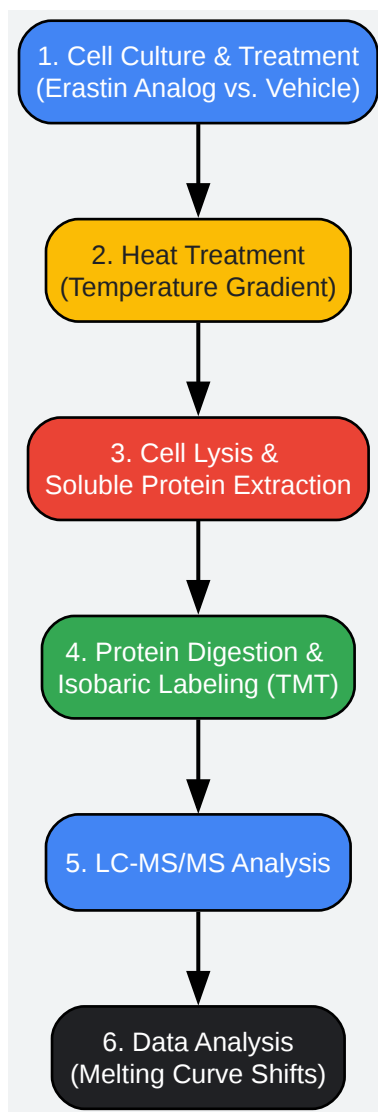 1. Cell Culture & Treatment
(Erastin Analog vs. Vehicle)
2. Heat Treatment
(Temperature Gradient)
3. Cell Lysis &
Soluble Protein Extraction
4. Protein Digestion &
Isobaric Labeling (TMT)
5. LC-MS/MS Analysis
6. Data Analysis
(Melting Curve Shifts)